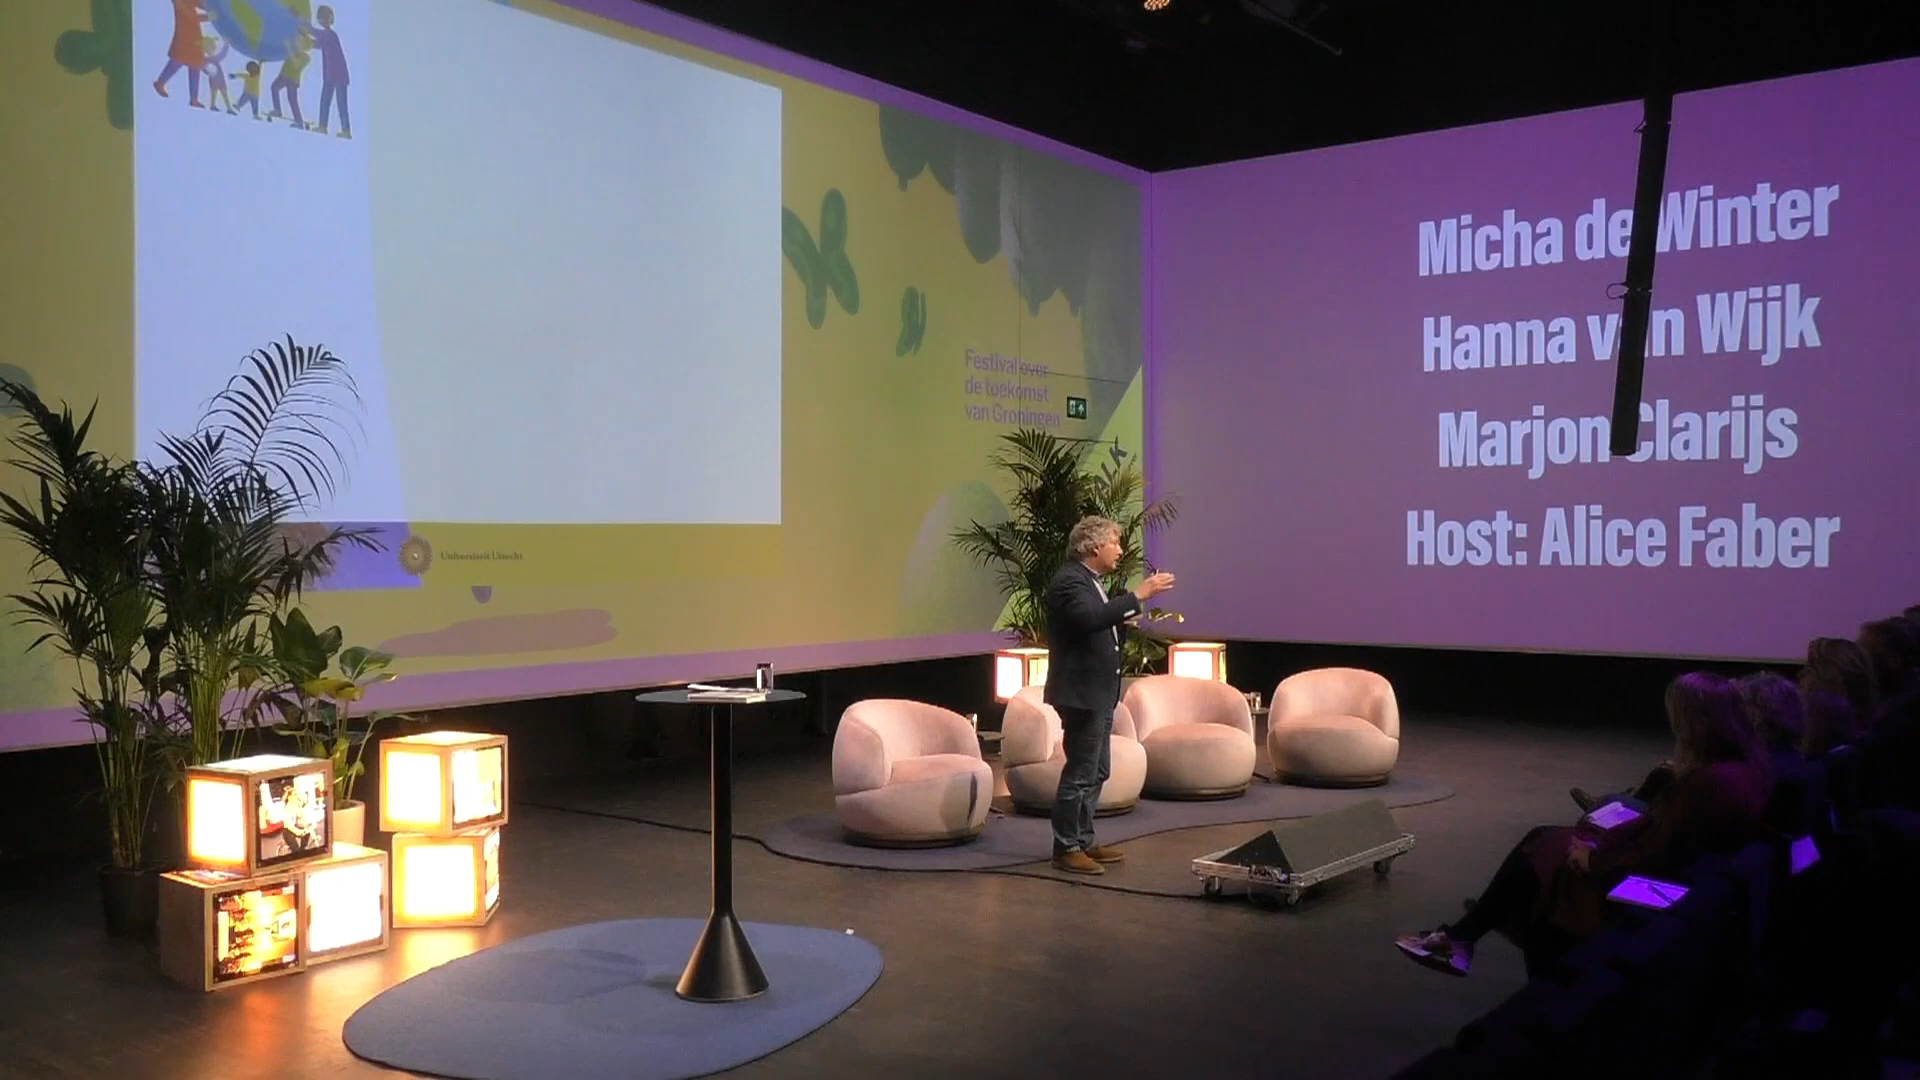 Festival over
de toekomst
van Groningen
Universiteit Utrecht
Micha de Winter
Hanna van Wijk
Marjon Clarijs
Host: Alice Faber